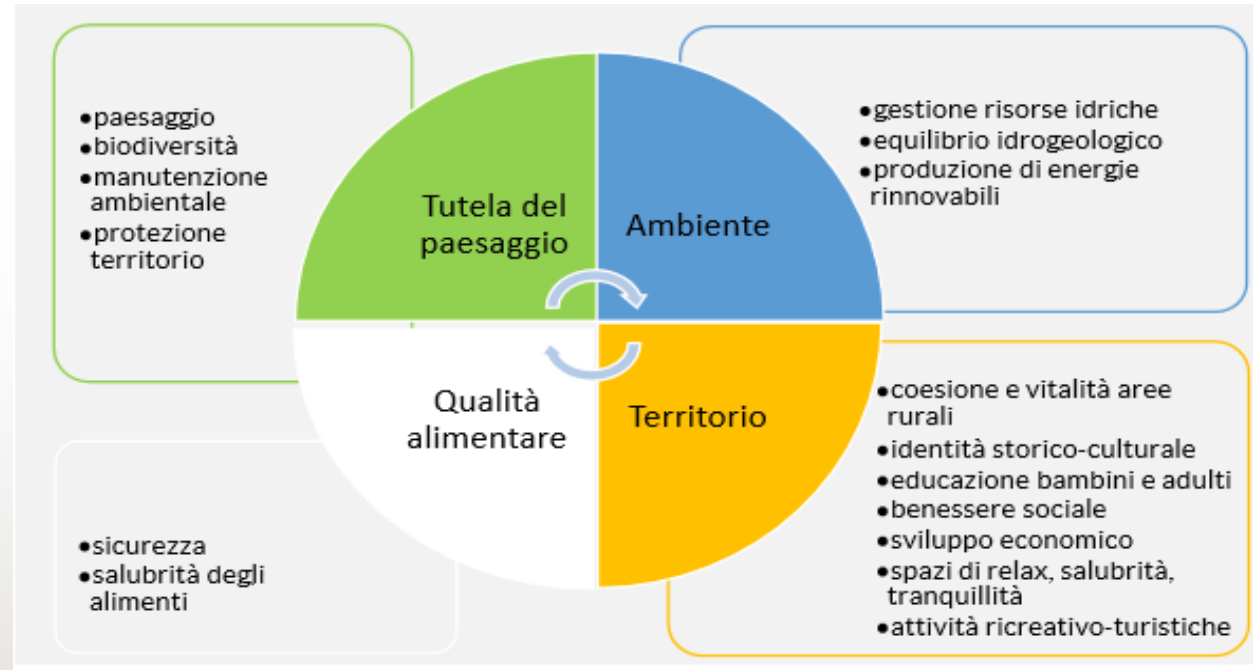 •paesaggio
•biodiversità
•manutenzione
ambientale
•protezione
territorio
Tutela del
paesaggio
Ambiente
•gestione risorse idriche
•equilibrio idrogeologico
•produzione di energie
rinnovabili
Qualità
alimentare
Territorio
•sicurezza
•salubrità degli
alimenti
•coesione e vitalità aree
rurali
•identità storico-culturale
•educazione bambini e adulti
•benessere sociale
•sviluppo economico
•spazi di relax, salubrità,
tranquillità
•attività ricreativo-turistiche